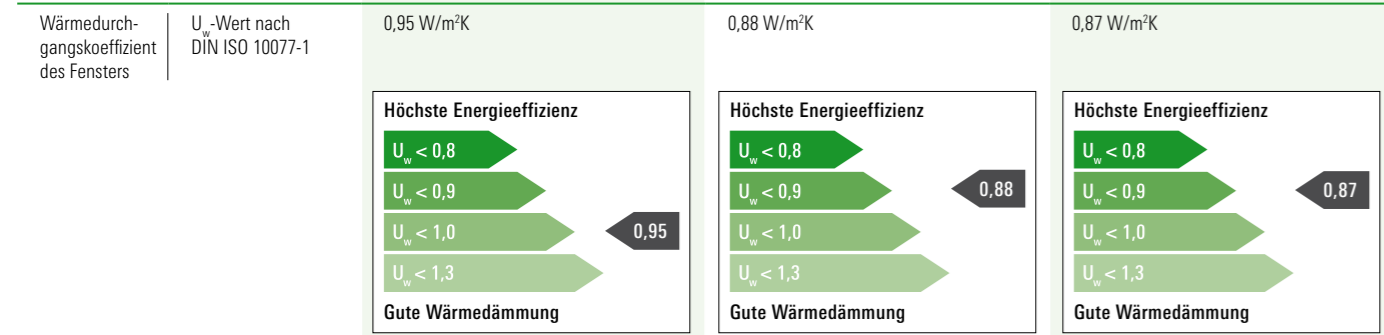 Wärmedurch-
gangskoeffizient
des Fensters
Uw-Wert nach
DIN ISO 10077-1
0,95 W/m²K
0,88 W/m²K
0,87 W/m²K
Höchste Energieeffizienz
Uw < 0,8
Uw < 0,9
Uw < 1,0
0,95
Uw < 1,3
Gute Wärmedämmung
Höchste Energieeffizienz
Uw < 0,8
Uw < 0,9
0,88
Uw < 1,0
Uw < 1,3
Gute Wärmedämmung
Höchste Energieeffizienz
Uw < 0,8
Uw < 0,9
0,87
Uw < 1,0
Uw < 1,3
Gute Wärmedämmung